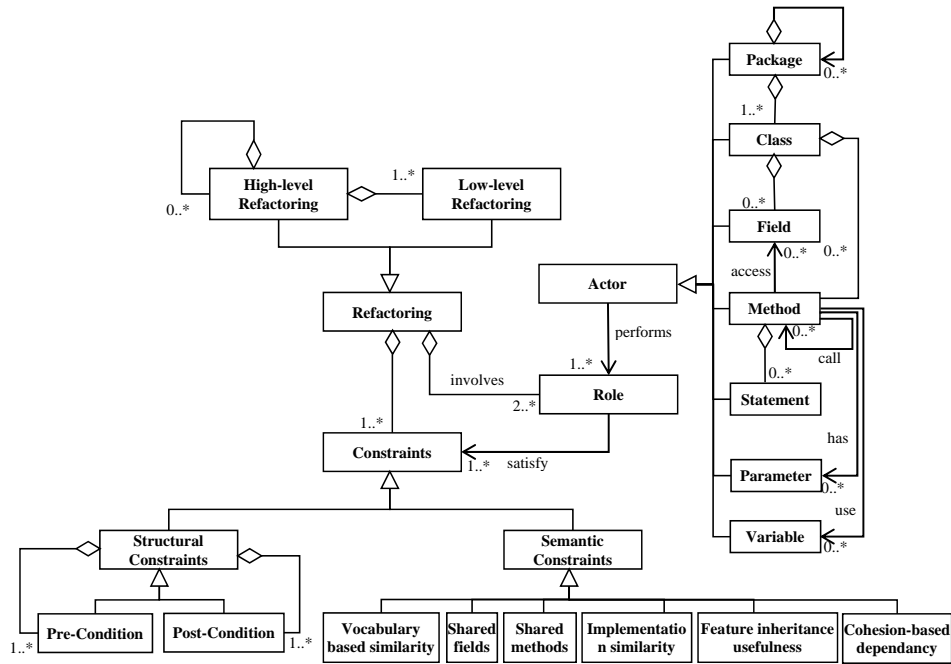 Package
0..*
1..*
Class
High-level
Refactoring
0..*
1..*
Low-level
Refactoring
0..*
Field
0..*
0..*
access
Actor
Refactoring
Method
0..*
call
performs
1..*
0..*
involves
2..*
Role
Statement
1..*
has
Constraints
1..*
satisfy
Parameter
0..*
use
Structural
Constraints
Semantic
Constraints
Variable
0..*
Pre-Condition
Post-Condition
1..*
1..*
Vocabulary
based similarity
Shared
fields
Shared
methods
Implementatio
n similarity
Feature inheritance
usefulness
Cohesion-based
dependancy